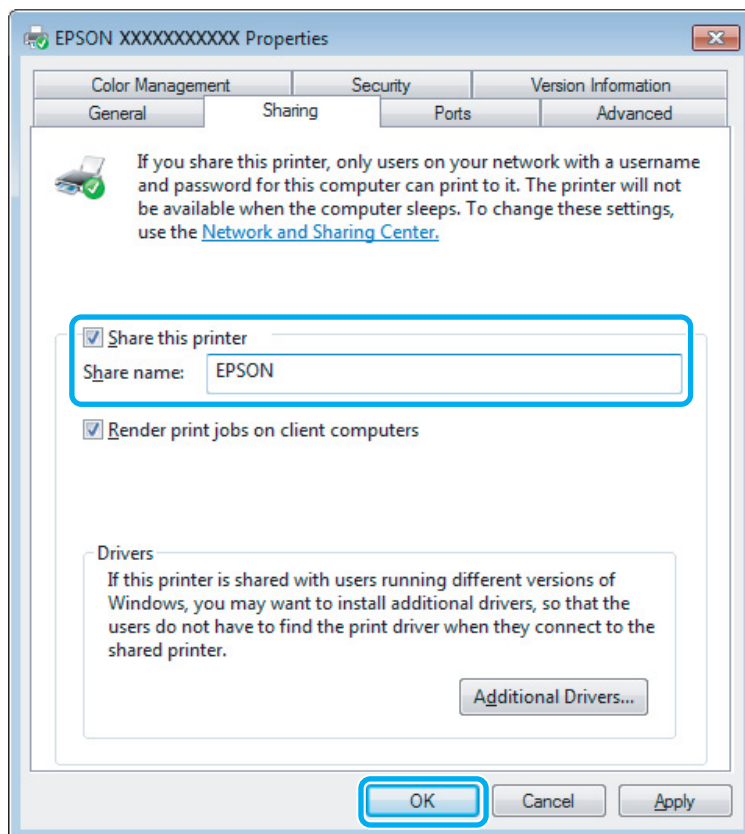 EPSON XXXXXXXXXXX Properties
Color Management Security Version Information
General Sharing Ports Advanced
If you share this printer, only users on your network with a username
and password for this computer can print to it. The printer will not
be available when the computer sleeps. To change these settings,
use the Network and Sharing Center.
Share this printer
Share name: EPSON
Render print jobs on client computers
Drivers
If this printer is shared with users running different versions of
Windows, you may want to install additional drivers, so that the
users do not have to find the print driver when they connect to the
shared printer.
Additional Drivers...
OK Cancel Apply